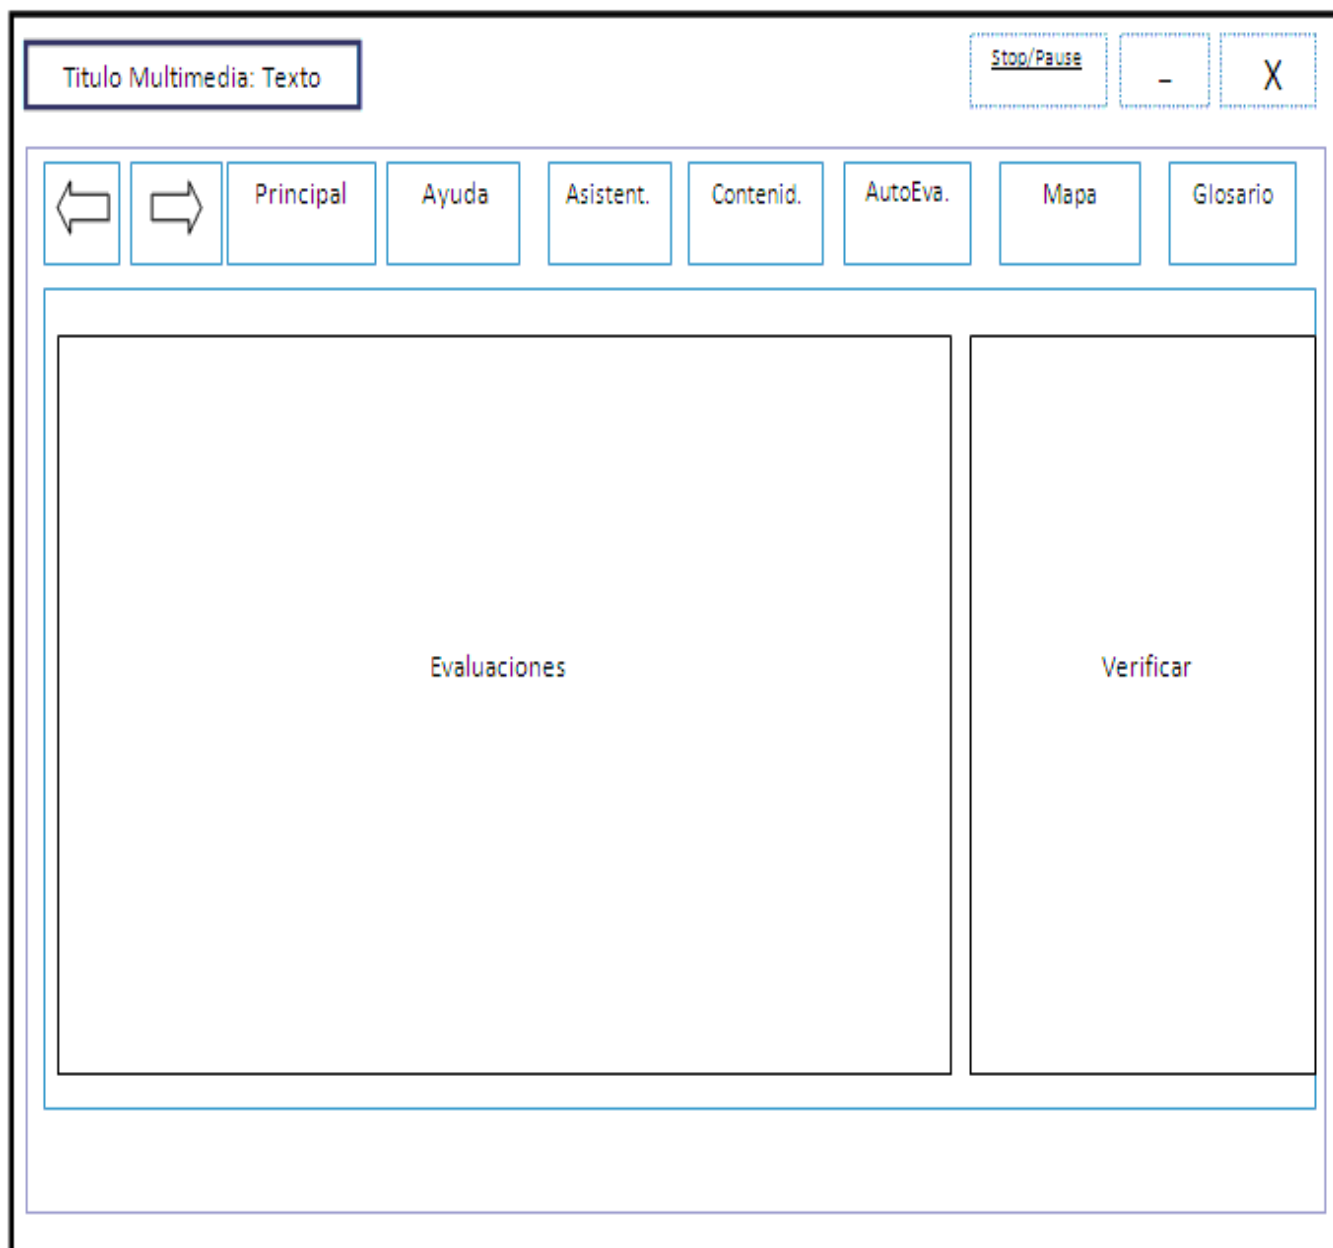 Titulo Multimedia: Texto
Stop/Pause
–
X
Principal
Ayuda
Asistent.
Contenid.
AutoEva.
Mapa
Glosario
Evaluaciones
Verificar